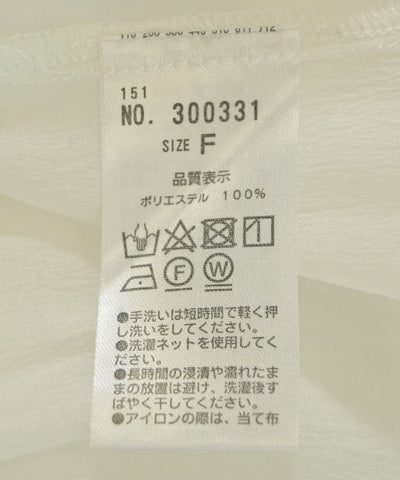 151
NO. 300331
SIZE F
品質表示
ポリエステル 100%
F W
●手洗いは短時間で軽く押
し洗いをしてください。
●洗濯ネットを使用してく
ださい。
●長時間の浸漬や濡れたま
まの放置は避け、洗濯後す
ばやく干してください。
●アイロンの際は、当て布